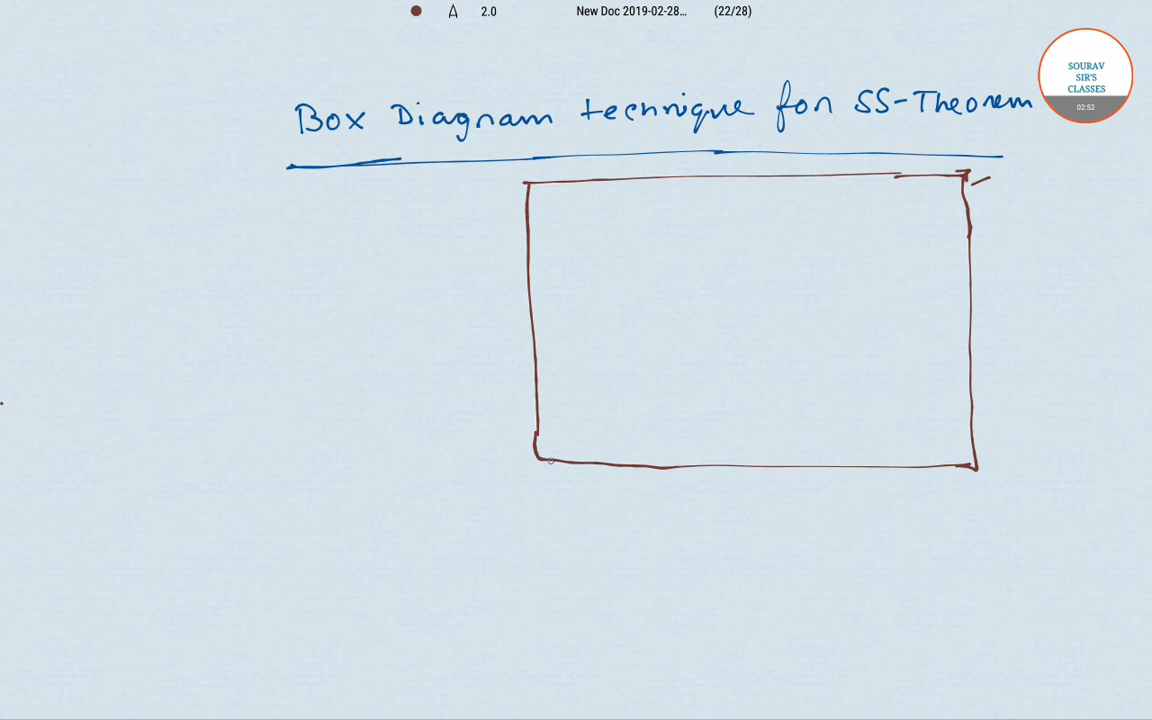 2.0 New Doc 2019-02-28... (22/28)
SOURAV
SIR'S
CLASSES
02:52
Box Diagram technique for SS-Theorem